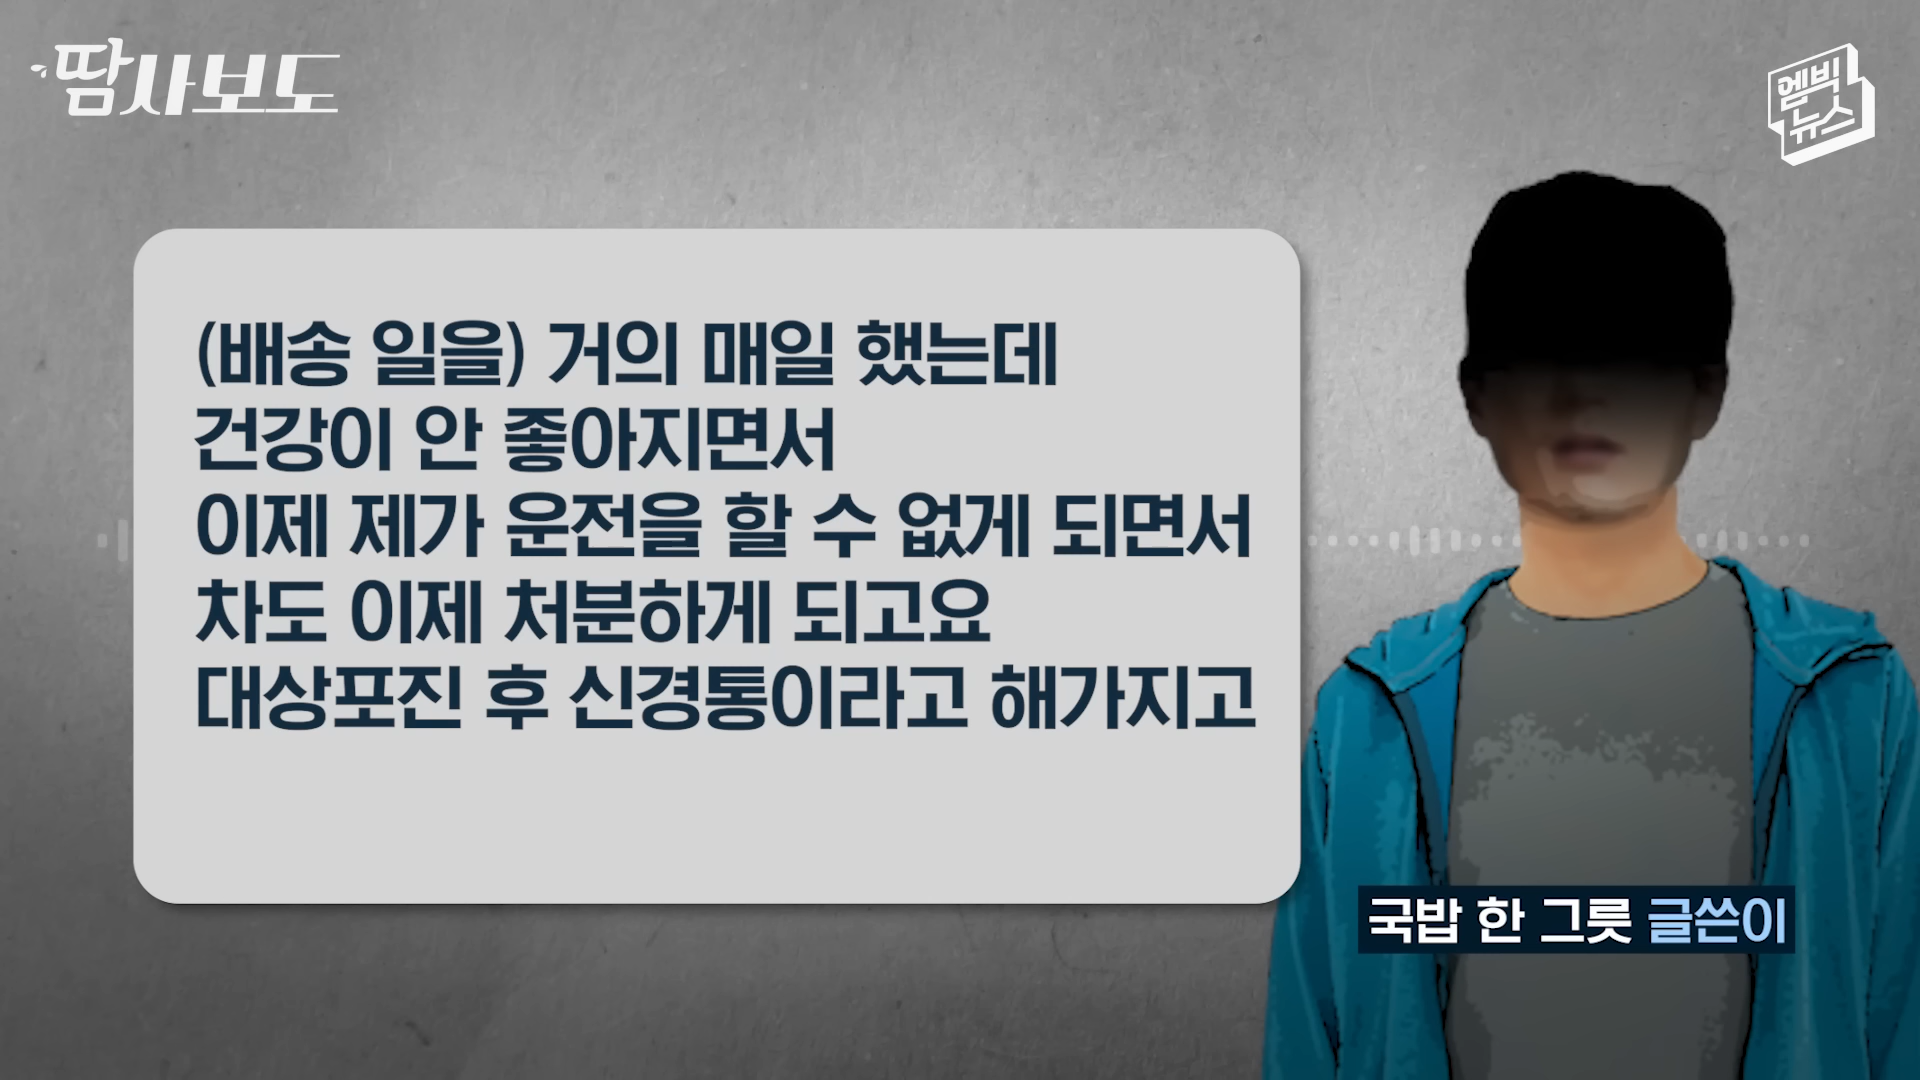 땀사보도
엠빅
뉴스
(배송 일을) 거의 매일 했는데
건강이 안 좋아지면서
이제 제가 운전을 할 수 없게 되면서
차도 이제 처분하게 되고요
대상포진 후 신경통이라고 해가지고
국밥 한 그릇 글쓴이